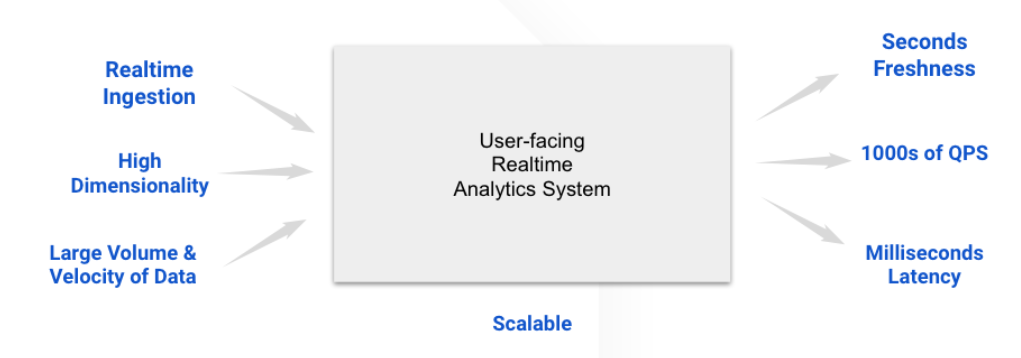 Realtime
Ingestion
High
Dimensionality
Large Volume &
Velocity of Data
User-facing
Realtime
Analytics System
Scalable
Seconds
Freshness
1000s of QPS
Milliseconds
Latency